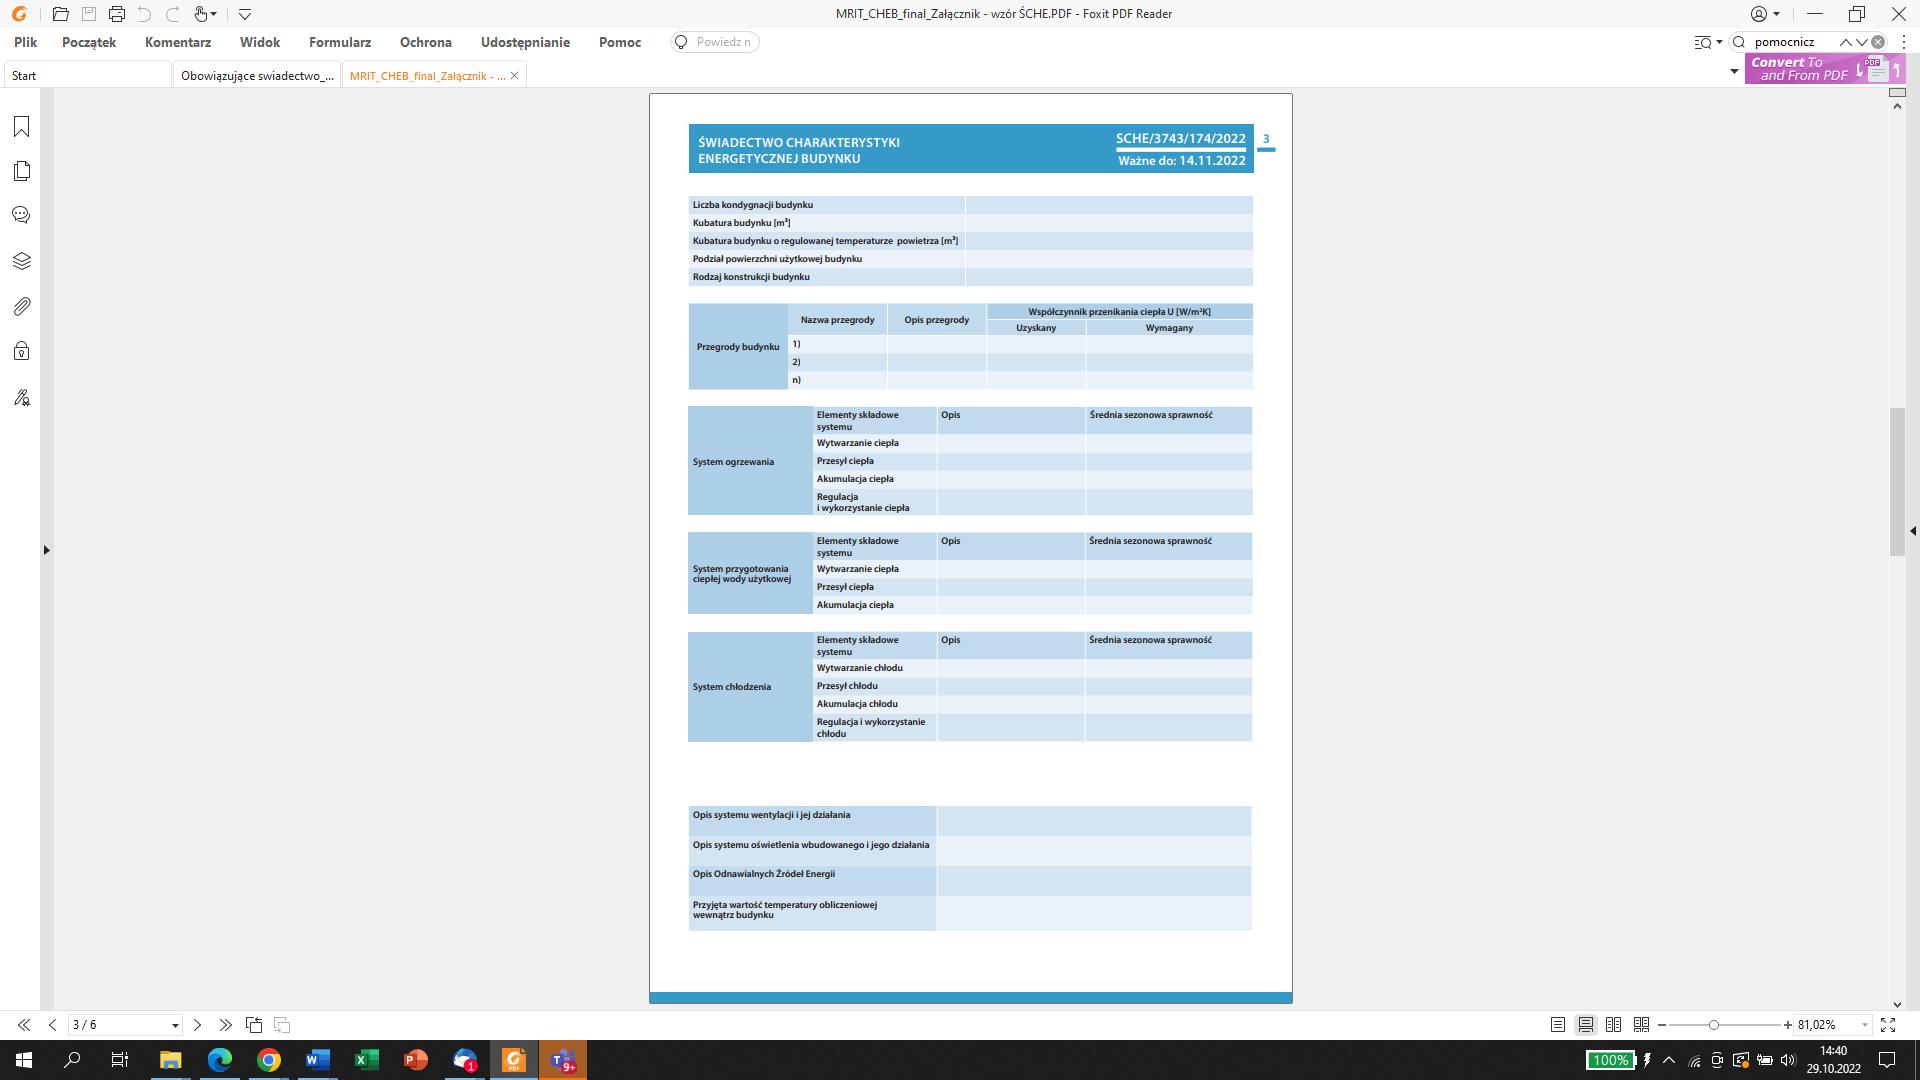 MRIT_CHEB_final_Załącznik - wzór ŚCHE.PDF - Foxit PDF Reader
Plik Początek Komentarz Widok Formularz Ochrona Udostępnianie Pomoc Powiedz n pomocnicz
Start Obowiązujące swiadectwo_... MRIT_CHEB_final_Załącznik - ...
Convert To
and From PDF
PDF
ŚWIADECTWO CHARAKTERYSTYKI
ENERGETYCZNEJ BUDYNKU
SCHE/3743/174/2022 3
Ważne do: 14.11.2022
Liczba kondygnacji budynku
Kubatura budynku [m³]
Kubatura budynku o regulowanej temperaturze powietrza [m³]
Podział powierzchni użytkowej budynku
Rodzaj konstrukcji budynku
Przegrody budynku
Nazwa przegrody Opis przegrody Współczynnik przenikania ciepła U [W/m²K]
Uzyskany Wymagany
1)
2)
n)
System ogrzewania
Elementy składowe
systemu
Opis Średnia sezonowa sprawność
Wytwarzanie ciepła
Przesył ciepła
Akumulacja ciepła
Regulacja
i wykorzystanie ciepła
System przygotowania
ciepłej wody użytkowej
Elementy składowe
systemu
Opis Średnia sezonowa sprawność
Wytwarzanie ciepła
Przesył ciepła
Akumulacja ciepła
System chłodzenia
Elementy składowe
systemu
Opis Średnia sezonowa sprawność
Wytwarzanie chłodu
Przesył chłodu
Akumulacja chłodu
Regulacja i wykorzystanie
chłodu
Opis systemu wentylacji i jej działania
Opis systemu oświetlenia wbudowanego i jego działania
Opis Odnawialnych Źródeł Energii
Przyjęta wartość temperatury obliczeniowej
wewnątrz budynku
3 / 6 81,02%
100% 14:40
29.10.2022